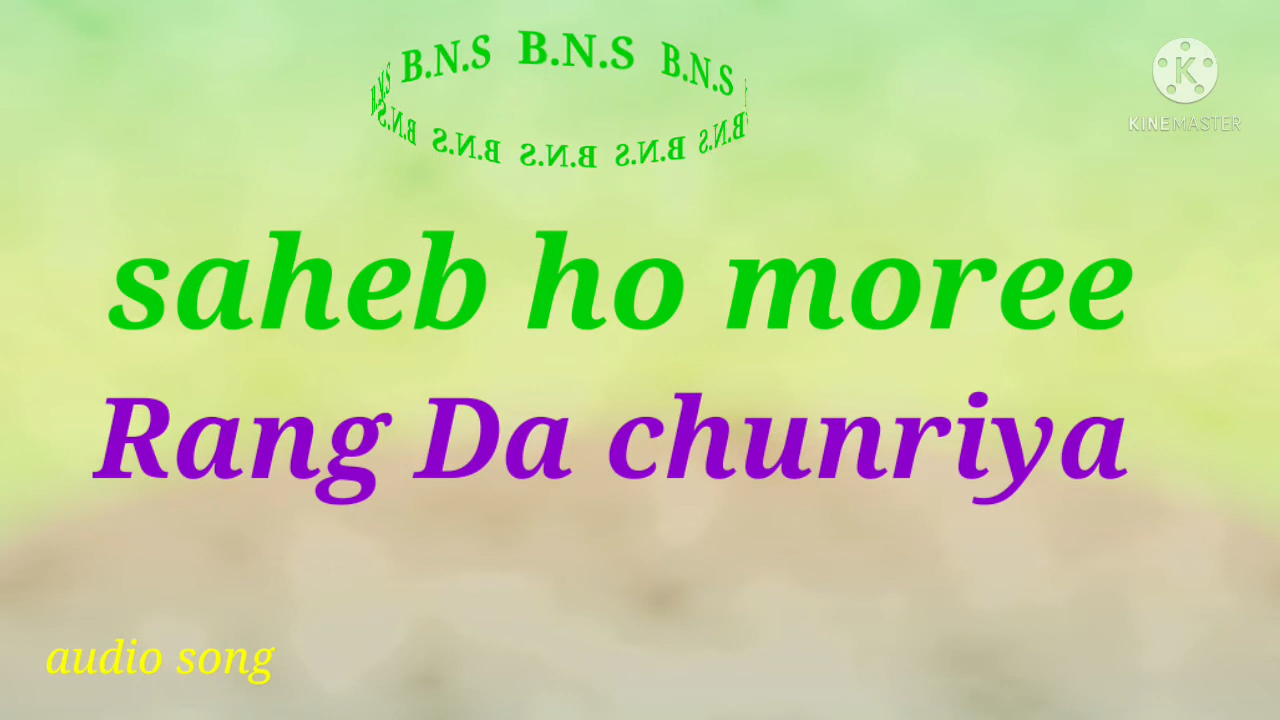 B.N.S B.N.S B.N.S
B.N.S B.N.S B.N.S B.N.S B.N.S
KINEMASTER
saheb ho moree
Rang Da chunriya
audio song